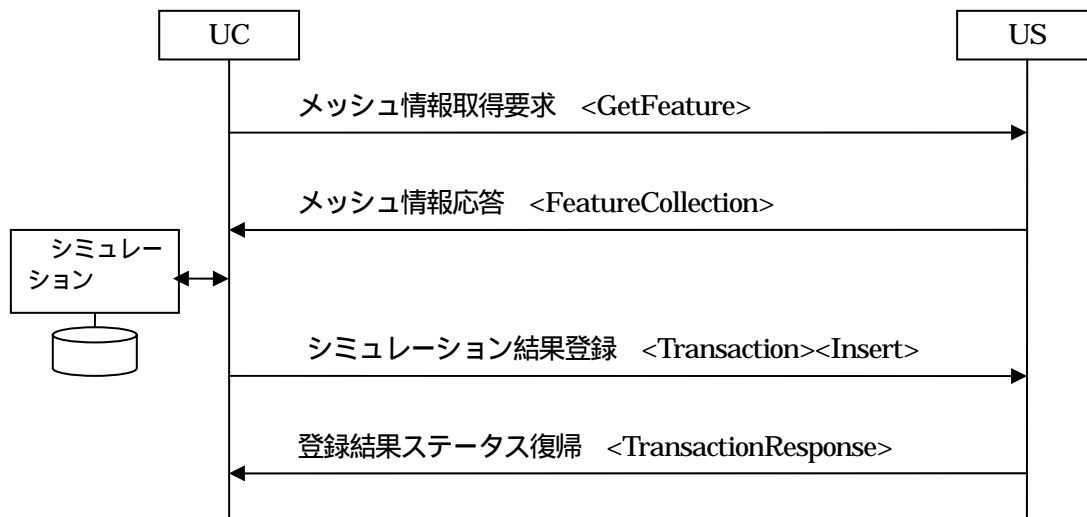 UC
US
メッシュ情報取得要求　<GetFeature>
メッシュ情報応答　<FeatureCollection>
シミュレー
ション
シミュレーション結果登録　<Transaction><Insert>
登録結果ステータス復帰　<TransactionResponse>